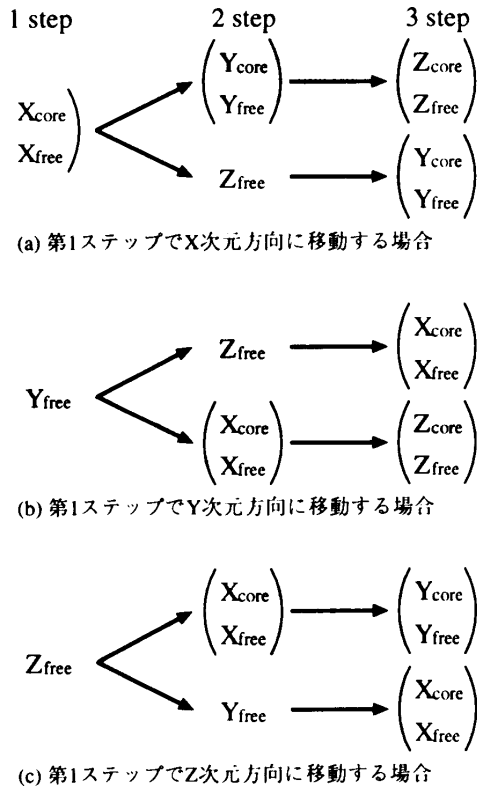 1 step 2 step 3 step
Ycore Zcore
Xcore Yfree Zfree
Xfree Zfree Ycore
Yfree
(a) 第1ステップでX次元方向に移動する場合
Xcore
Zfree Xfree
Yfree
Xcore Zcore
Xfree Zfree
(b) 第1ステップでY次元方向に移動する場合
Xcore Ycore
Xfree Yfree
Zfree
Yfree Xcore
Xfree
(c) 第1ステップでZ次元方向に移動する場合